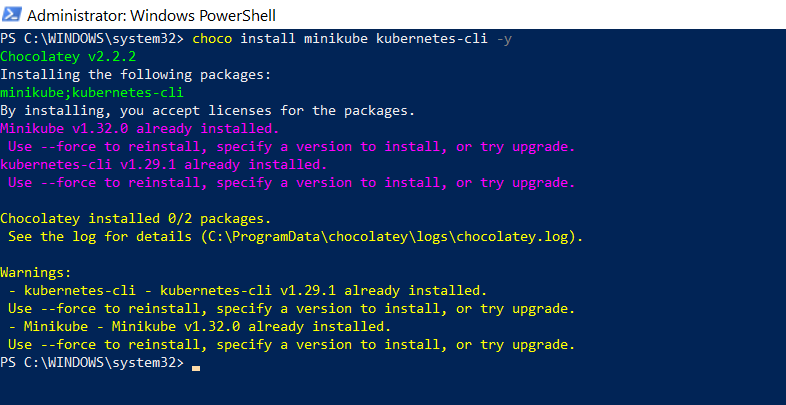 Administrator: Windows PowerShell
PS C:\WINDOWS\system32> choco install minikube kubernetes-cli -y
Chocolatey v2.2.2
Installing the following packages:
minikube;kubernetes-cli
By installing, you accept licenses for the packages.
Minikube v1.32.0 already installed.
 Use --force to reinstall, specify a version to install, or try upgrade.
kubernetes-cli v1.29.1 already installed.
 Use --force to reinstall, specify a version to install, or try upgrade.

Chocolatey installed 0/2 packages.
 See the log for details (C:\ProgramData\chocolatey\logs\chocolatey.log).

Warnings:
 - kubernetes-cli - kubernetes-cli v1.29.1 already installed.
 Use --force to reinstall, specify a version to install, or try upgrade.
 - Minikube - Minikube v1.32.0 already installed.
 Use --force to reinstall, specify a version to install, or try upgrade.
PS C:\WINDOWS\system32>